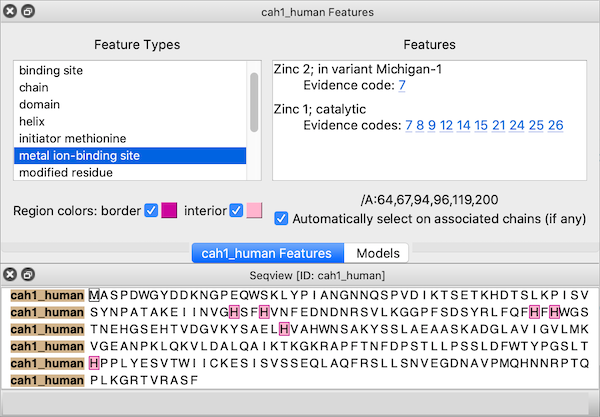 cah1_human Features
Feature Types
Features
binding site
chain
domain
helix
initiator methionine
metal ion-binding site
modified residue
Zinc 2; in variant Michigan-1
Evidence code: 7
Zinc 1; catalytic
Evidence codes: 7 8 9 12 14 15 21 24 25 26
/A:64,67,94,96,119,200
Region colors: border interior
Automatically select on associated chains (if any)
cah1_human Features Models
Seqview [ID: cah1_human]
cah1_human MASPDWGYDDKNGPEQWSKLYPIANGNNQSPVDIKTSETKHDTSLKPISV
cah1_human SYNPATAKEIINVGHSFHVNFEDNDNRSVLKGGPFSDSYRLFQFHFHWGS
cah1_human TNEHGSEHTVDGVKYSAELHVAHWNSAKYSSLAEAASKADGLAVIGVLMK
cah1_human VGEANPKLQKVLDALQAIKTKGKRAPFTNFDPSTLLPSSLDFWTYPGSLT
cah1_human HPPLYESVTWIICKESISVSSEQLAQFRSLLSNVEGDNAVPMQHNNRPTQ
cah1_human PLKGRTVRASF